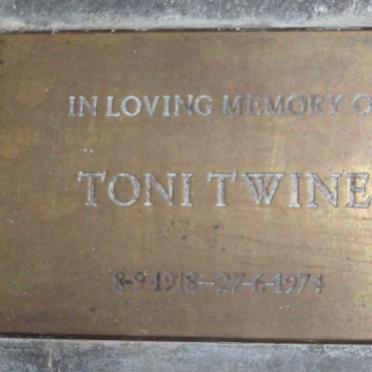 IN LOVING MEMORY O
TONI TWINE
8-9-1918-27-6-1974